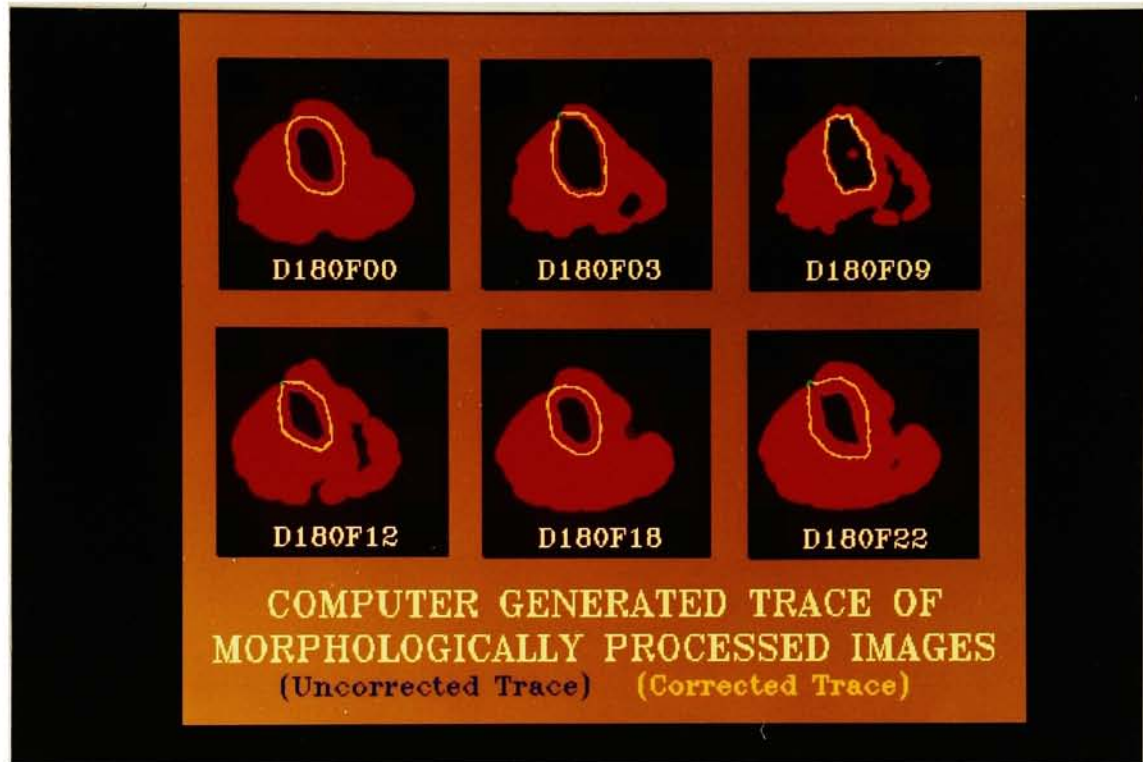 D180F00
D180F03
D180F09
D180F12
D180F18
D180F22
COMPUTER GENERATED TRACE OF
MORPHOLOGICALLY PROCESSED IMAGES
(Uncorrected Trace) (Corrected Trace)